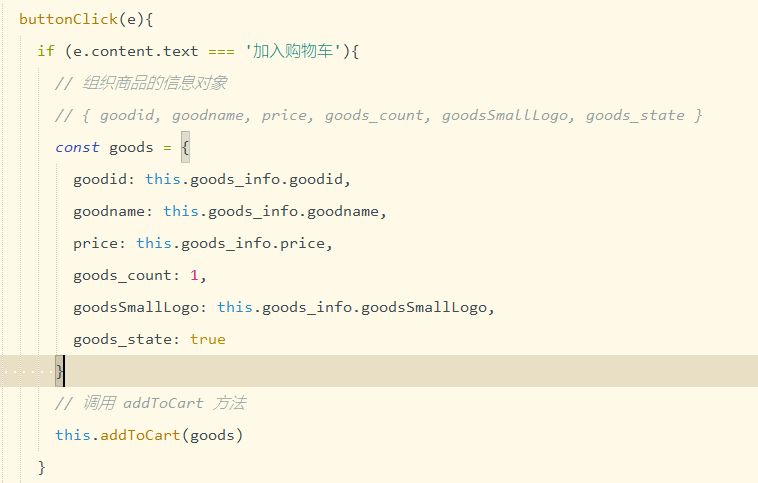 buttonClick(e){
if (e.content.text === '加入购物车'){
// 组织商品的信息对象
// { goodid, goodname, price, goods_count, goodsSmallLogo, goods_state }
const goods = {
goodid: this.goods_info.goodid,
goodname: this.goods_info.goodname,
price: this.goods_info.price,
goods_count: 1,
goodsSmallLogo: this.goods_info.goodsSmallLogo,
goods_state: true
}
// 调用 addToCart 方法
this.addToCart(goods)
}